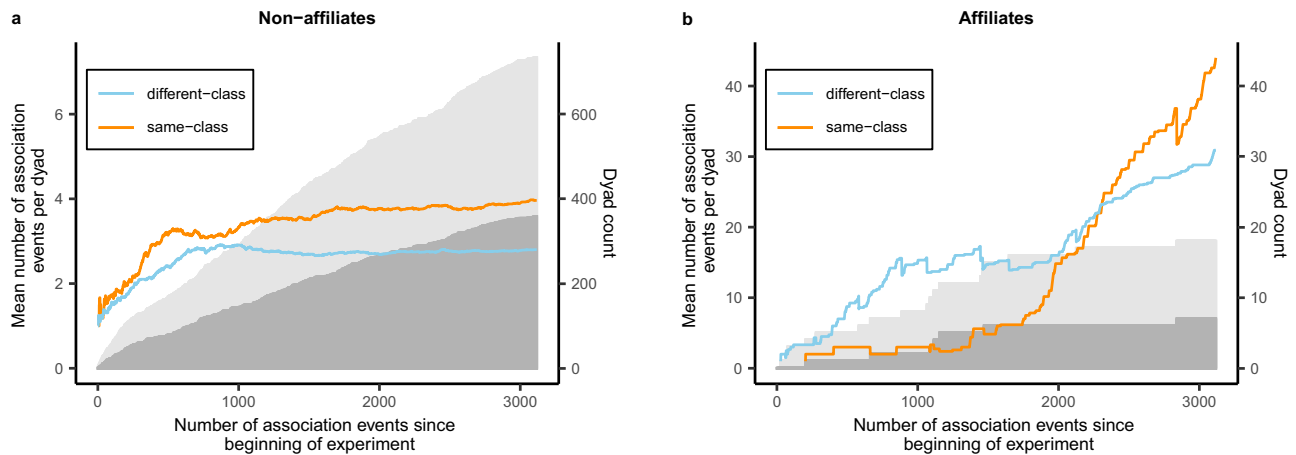 a
Non−affiliates
Mean number of association
events per dyad
6
4
2
0
different−class
same−class
600
400
200
0
Dyad count
0 1000 2000 3000
Number of association events since
beginning of experiment
b
Affiliates
Mean number of association
events per dyad
40
30
20
10
0
different−class
same−class
40
30
20
10
0
Dyad count
0 1000 2000 3000
Number of association events since
beginning of experiment